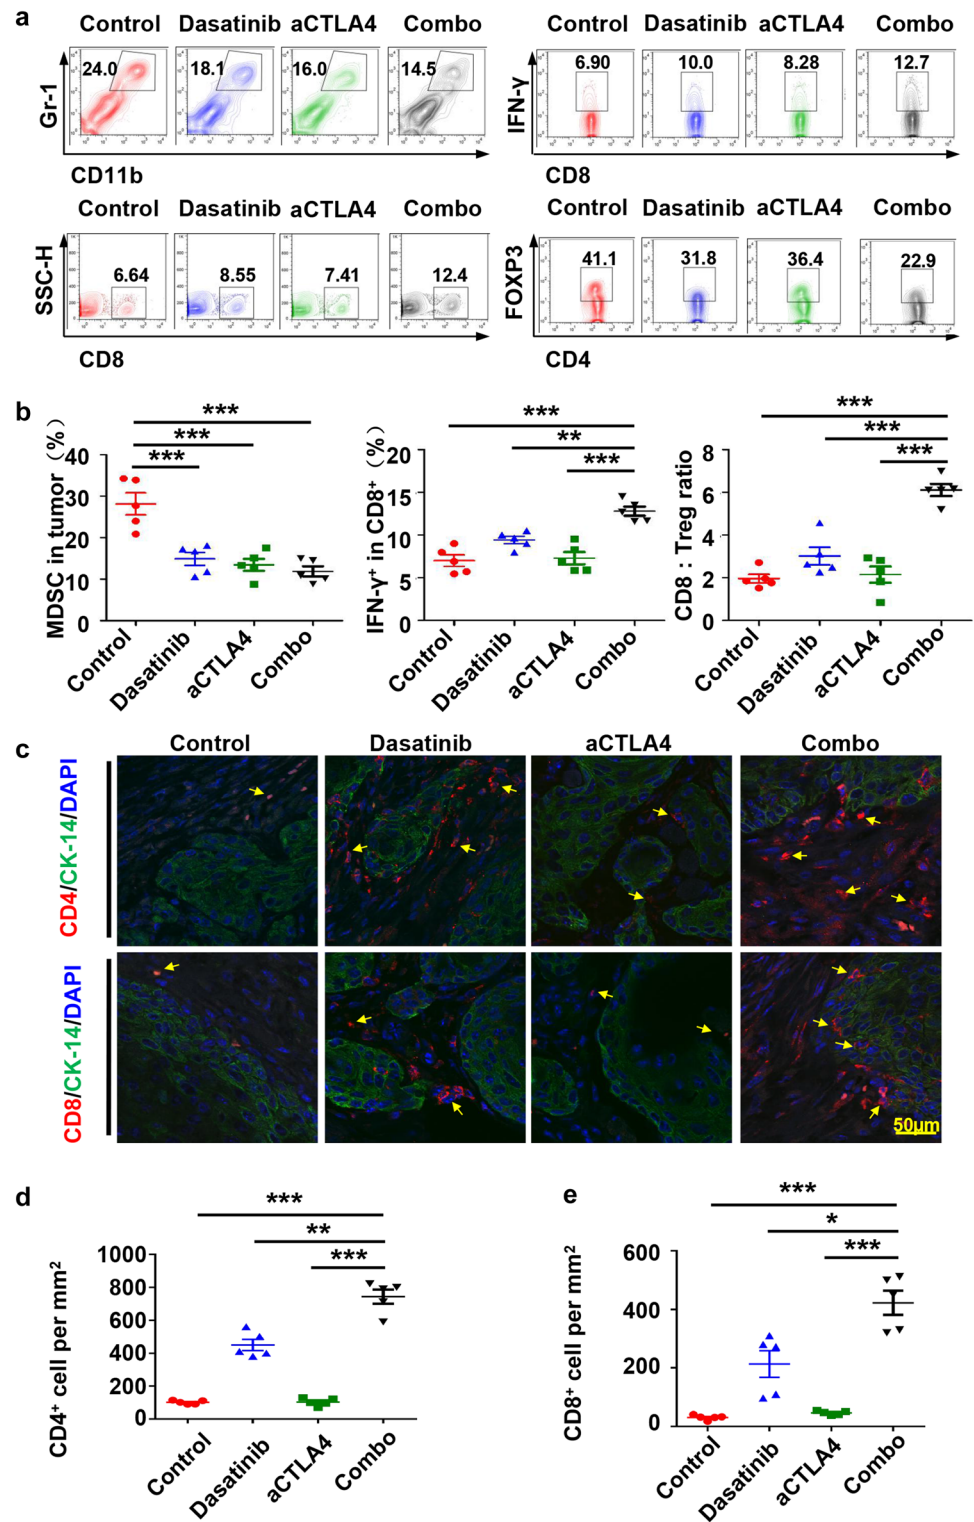 a
Control Dasatinib aCTLA4 Combo
Gr-1
24.0 18.1 16.0 14.5
CD11b
Control Dasatinib aCTLA4 Combo
IFN-γ
6.90 10.0 8.28 12.7
CD8
Control Dasatinib aCTLA4 Combo
SSC-H
6.64 8.55 7.41 12.4
CD8
Control Dasatinib aCTLA4 Combo
FOXP3
41.1 31.8 36.4 22.9
CD4
b
***
***
***
MDSC in tumor (%)
40
30
20
10
0
Control Dasatinib aCTLA4 Combo
***
**
***
IFN-γ⁺ in CD8⁺ (%)
20
15
10
5
0
Control Dasatinib aCTLA4 Combo
***
***
***
CD8 : Treg ratio
8
6
4
2
0
Control Dasatinib aCTLA4 Combo
c
Control Dasatinib aCTLA4 Combo
CD4/CK-14/DAPI
CD8/CK-14/DAPI
50μm
d
***
**
***
CD4⁺ cell per mm²
1000
800
600
400
200
0
Control Dasatinib aCTLA4 Combo
e
***
*
***
CD8⁺ cell per mm²
600
400
200
0
Control Dasatinib aCTLA4 Combo